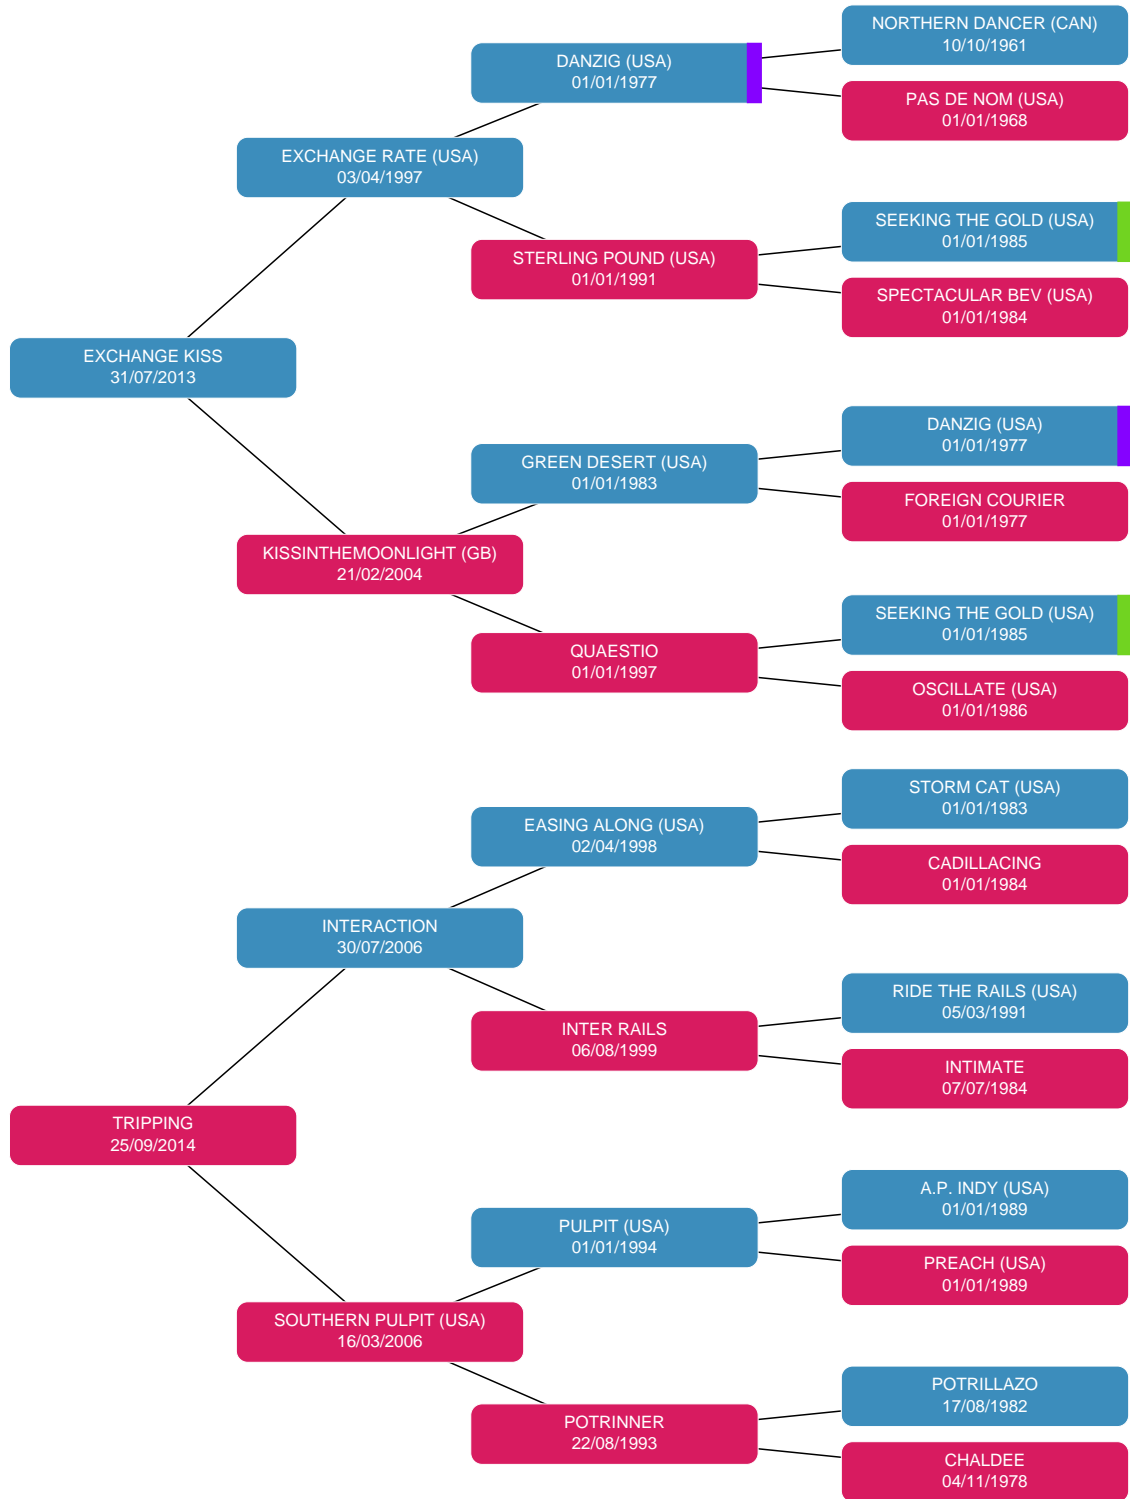 NORTHERN DANCER (CAN)
10/10/1961
DANZIG (USA)
01/01/1977
PAS DE NOM (USA)
01/01/1968
EXCHANGE RATE (USA)
03/04/1997
SEEKING THE GOLD (USA)
01/01/1985
STERLING POUND (USA)
01/01/1991
SPECTACULAR BEV (USA)
01/01/1984
EXCHANGE KISS
31/07/2013
DANZIG (USA)
01/01/1977
GREEN DESERT (USA)
01/01/1983
FOREIGN COURIER
01/01/1977
KISSINTHEMOONLIGHT (GB)
21/02/2004
SEEKING THE GOLD (USA)
01/01/1985
QUAESTIO
01/01/1997
OSCILLATE (USA)
01/01/1986
STORM CAT (USA)
01/01/1983
EASING ALONG (USA)
02/04/1998
CADILLACING
01/01/1984
INTERACTION
30/07/2006
RIDE THE RAILS (USA)
05/03/1991
INTER RAILS
06/08/1999
INTIMATE
07/07/1984
TRIPPING
25/09/2014
A.P. INDY (USA)
01/01/1989
PULPIT (USA)
01/01/1994
PREACH (USA)
01/01/1989
SOUTHERN PULPIT (USA)
16/03/2006
POTRILLAZO
17/08/1982
POTRINNER
22/08/1993
CHALDEE
04/11/1978